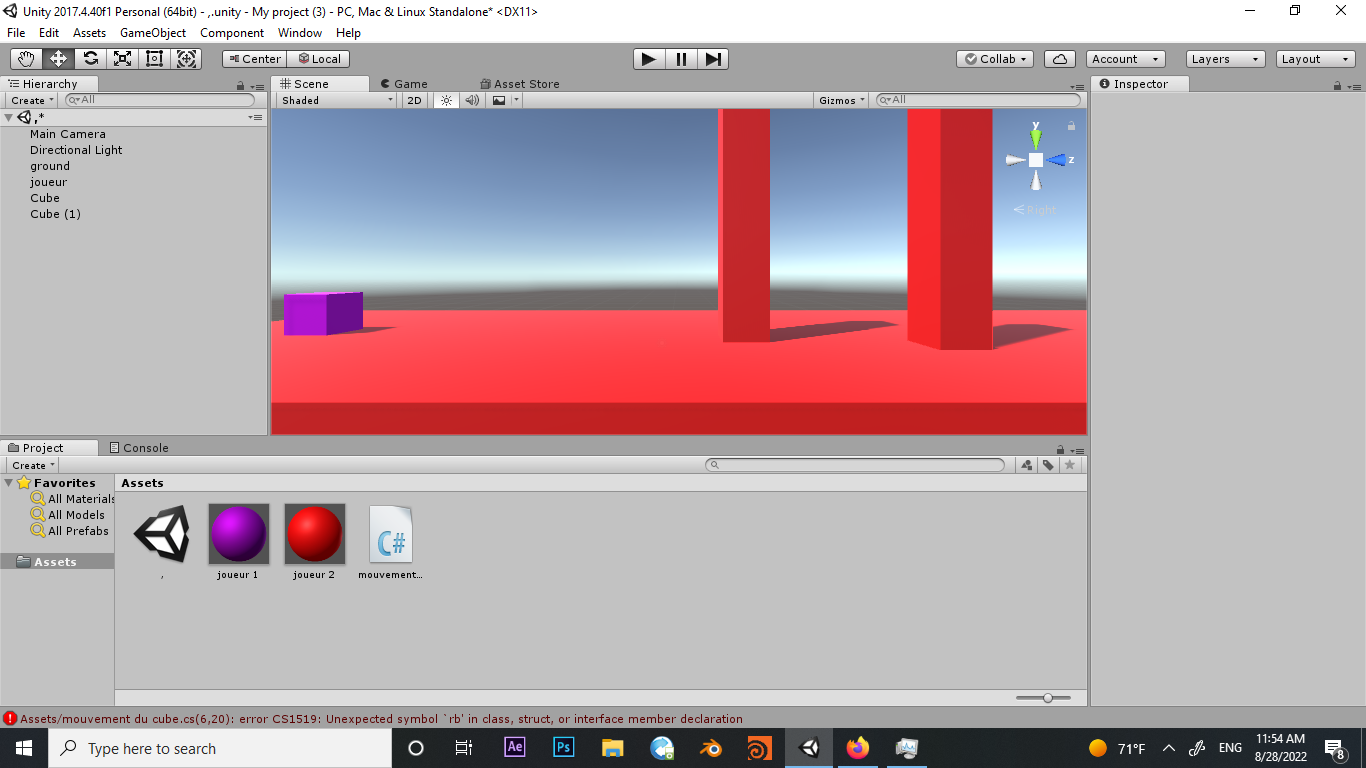 Unity 2017.4.40f1 Personal (64bit) - ,.unity - My project (3) - PC, Mac & Linux Standalone* <DX11>
File Edit Assets GameObject Component Window Help
Center Local Collab Account Layers Layout
Hierarchy
Create All
,*
Main Camera
Directional Light
ground
joueur
Cube
Cube (1)
Scene Game Asset Store
Shaded 2D Gizmos All
y
z
Right
Inspector
Project Console
Create
Favorites
All Materials
All Models
All Prefabs
Assets
Assets
,
joueur 1
joueur 2
C#
mouvement...
Assets/mouvement du cube.cs(6,20): error CS1519: Unexpected symbol `rb' in class, struct, or interface member declaration
Type here to search
Ae
Ps
71°F
ENG
11:54 AM
8/28/2022
8